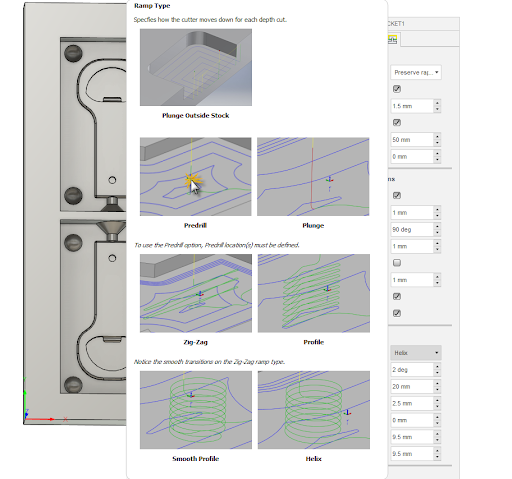 Ramp Type
Specfies how the cutter moves down for each depth cut.
Plunge Outside Stock
Predrill
Plunge
To use the Predrill option, Predrill location(s) must be defined.
Zig-Zag
Profile
Notice the smooth transitions on the Zig-Zag ramp type.
Smooth Profile
Helix
CKET1
Preserve rap...
1.5 mm
50 mm
0 mm
ns
1 mm
90 deg
1 mm
1 mm
Helix
2 deg
20 mm
2.5 mm
0 mm
9.5 mm
9.5 mm